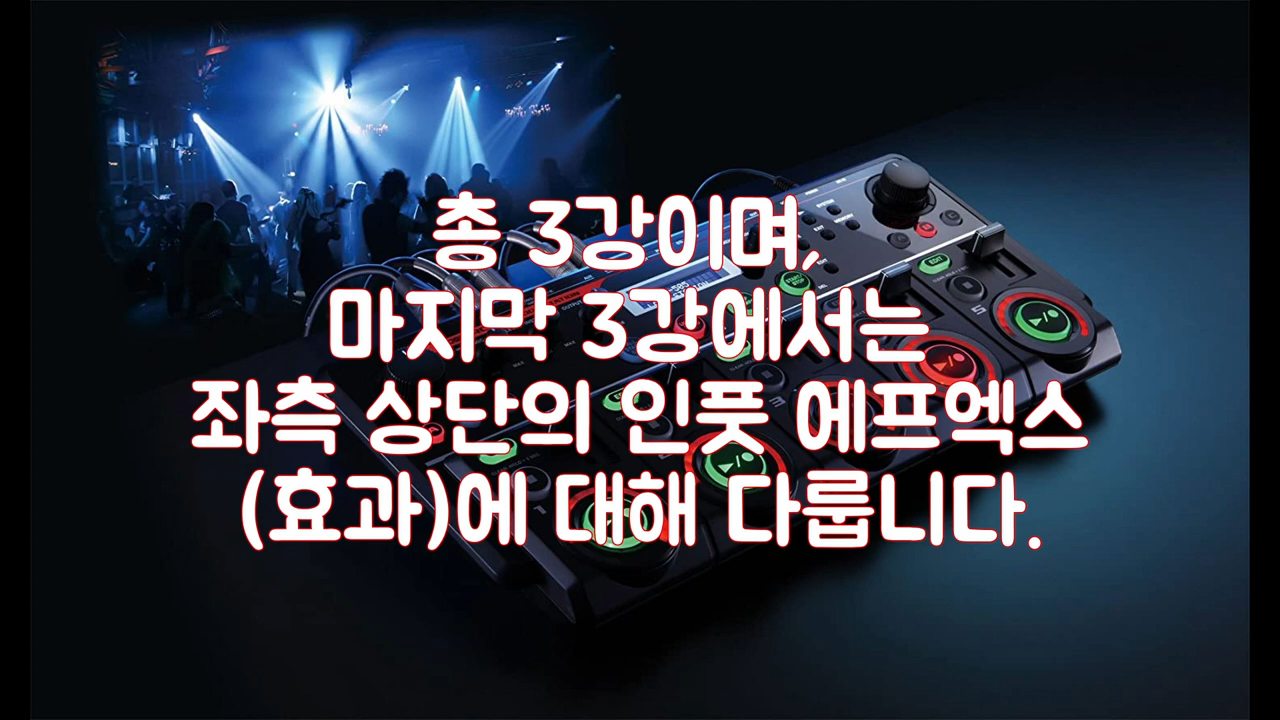 총 3강이며,
마지막 3강에서는
좌측 상단의 인풋 에프엑스
(효과)에 대해 다룹니다.